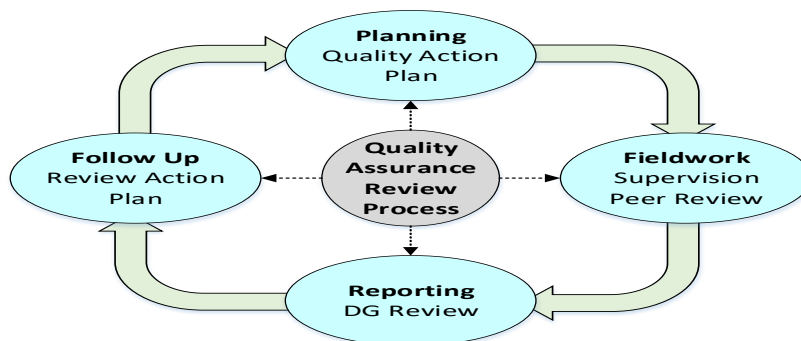 Planning
Quality Action
Plan
Follow Up
Review Action
Plan
Quality
Assurance
Review
Process
Fieldwork
Supervision
Peer Review
Reporting
DG Review